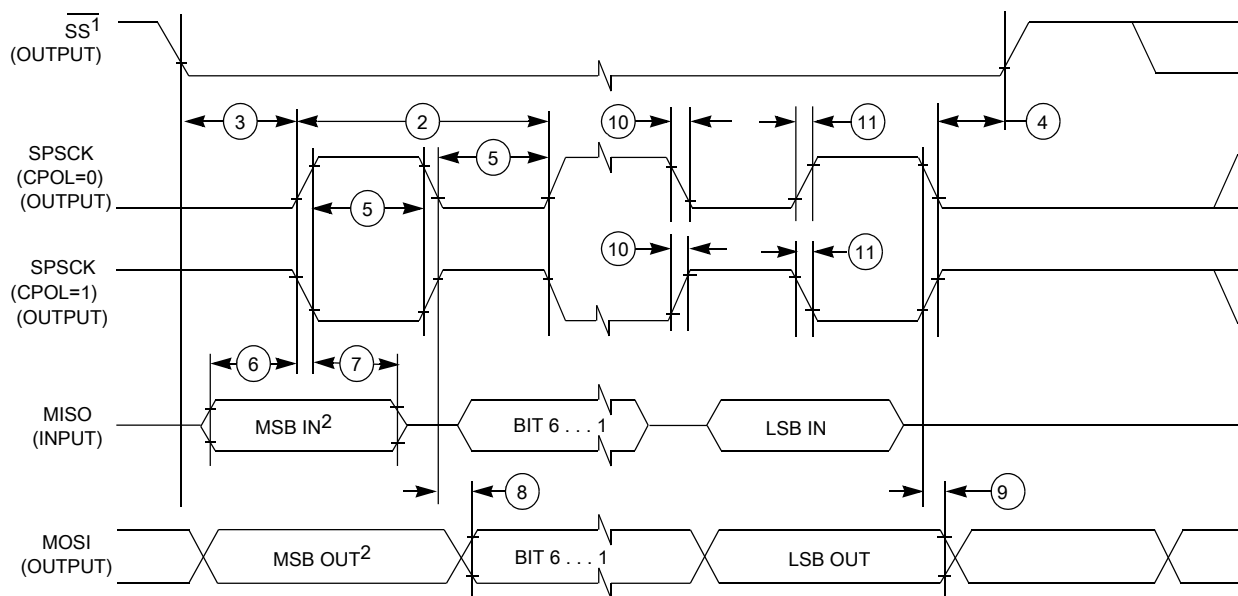 SS1
(OUTPUT)
3
2
10
11
4
SPSCK
(CPOL=0)
(OUTPUT)
5
5
10
11
SPSCK
(CPOL=1)
(OUTPUT)
6
7
MISO
(INPUT)
MSB IN2
BIT 6 . . . 1
LSB IN
8
9
MOSI
(OUTPUT)
MSB OUT2
BIT 6 . . . 1
LSB OUT